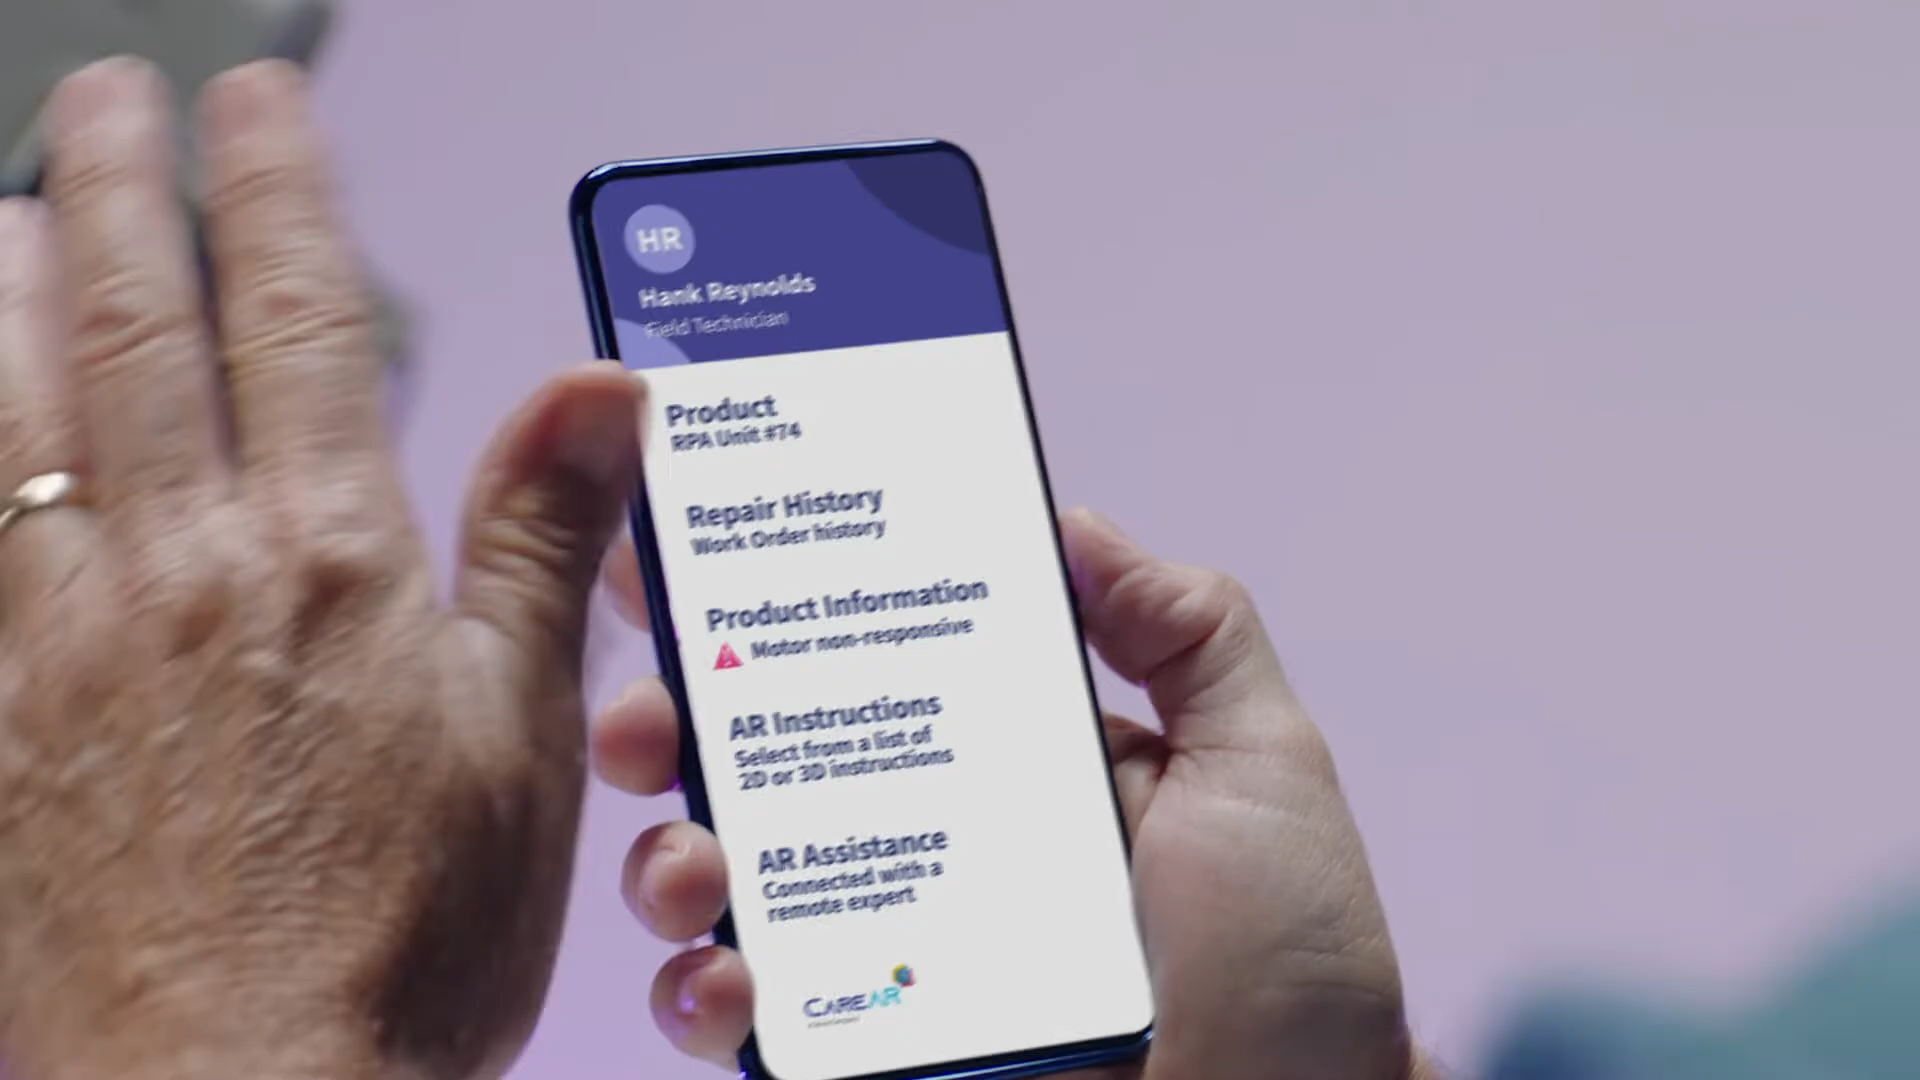 HR
Hank Reynolds
Field Technician
Product
RPA Unit #74
Repair History
Work Order history
Product Information
Motor non-responsive
AR Instructions
Select from a list of
2D or 3D instructions
AR Assistance
Connected with a
remote expert
CAREAR